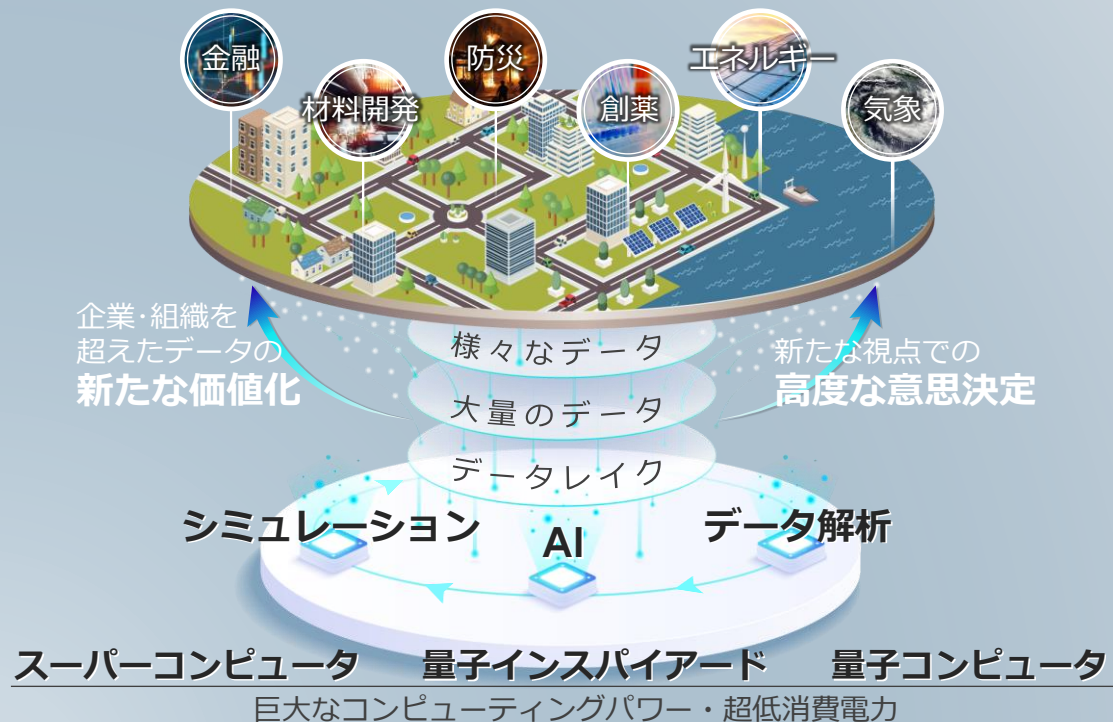 金融
材料開発
防災
創薬
エネルギー
気象
企業･組織を
超えたデータの
新たな価値化
様々なデータ
大量のデータ
データレイク
新たな視点での
高度な意思決定
シミュレーション
AI
データ解析
スーパーコンピュータ
量子インスパイアード
量子コンピュータ
巨大なコンピューティングパワー・超低消費電力